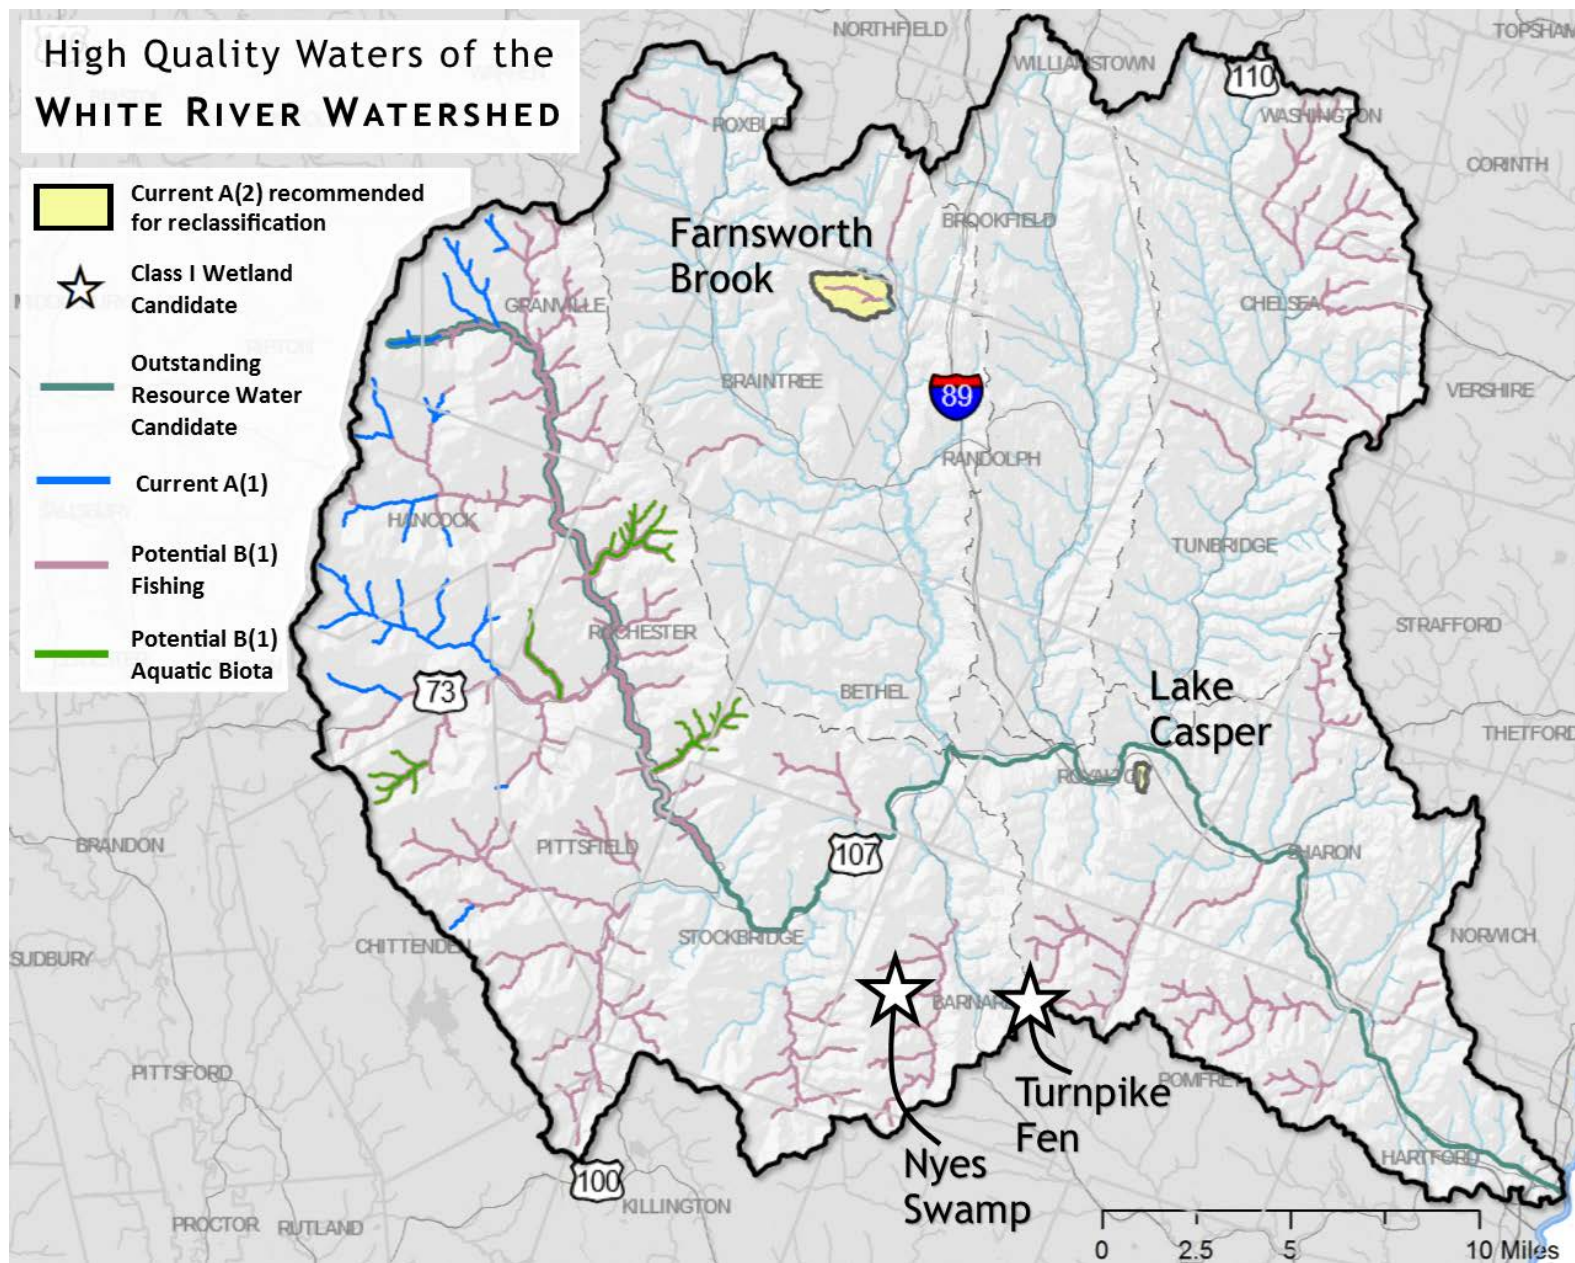 High Quality Waters of the
WHITE RIVER WATERSHED
Current A(2) recommended
for reclassification
Class I Wetland
Candidate
Outstanding
Resource Water
Candidate
Current A(1)
Potential B(1)
Fishing
Potential B(1)
Aquatic Biota
NORTHFIELD
TOPSHAM
WILLIAMSTOWN
110
WASHINGTON
ROXBURY
CORINTH
BROOKFIELD
Farnsworth
Brook
GRANVILLE
CHELSEA
BRAINTREE
89
VERSHIRE
RANDOLPH
HANCOCK
TUNBRIDGE
ROCHESTER
STRAFFORD
73
BETHEL
Lake
Casper
THETFORD
ROYALTON
BRANDON
PITTSFIELD
107
SHARON
STOCKBRIDGE
CHITTENDEN
NORWICH
SUDBURY
BARNARD
PITTSFORD
POMFRET
Turnpike
Fen
Nyes
Swamp
HARTFORD
100
KILLINGTON
PROCTOR
RUTLAND
0 2.5 5 10 Miles